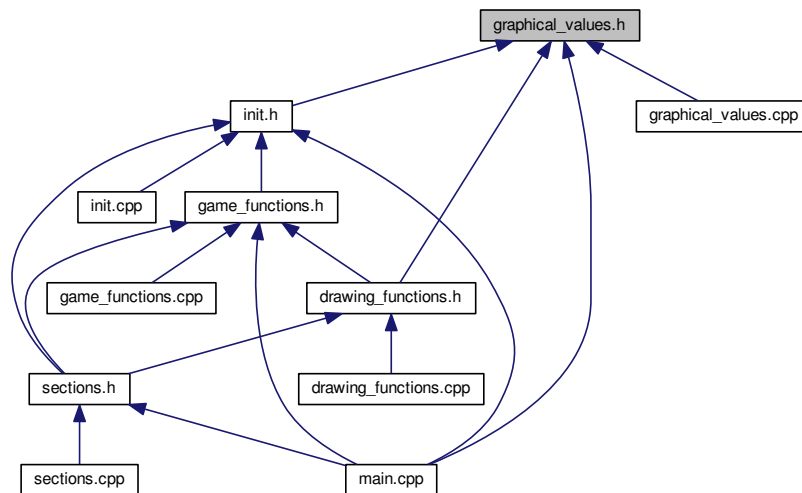 graphical_values.h
init.h
graphical_values.cpp
init.cpp
game_functions.h
game_functions.cpp
drawing_functions.h
sections.h
drawing_functions.cpp
sections.cpp
main.cpp